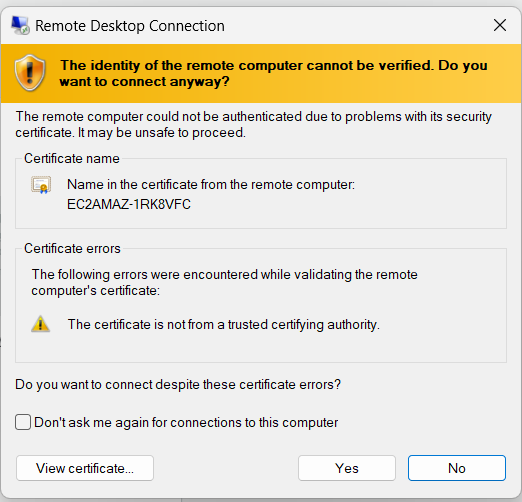 Remote Desktop Connection
The identity of the remote computer cannot be verified. Do you
want to connect anyway?
The remote computer could not be authenticated due to problems with its security
certificate. It may be unsafe to proceed.
Certificate name
Name in the certificate from the remote computer:
EC2AMAZ-1RK8VFC
Certificate errors
The following errors were encountered while validating the remote
computer's certificate:
The certificate is not from a trusted certifying authority.
Do you want to connect despite these certificate errors?
Don't ask me again for connections to this computer
View certificate...
Yes
No